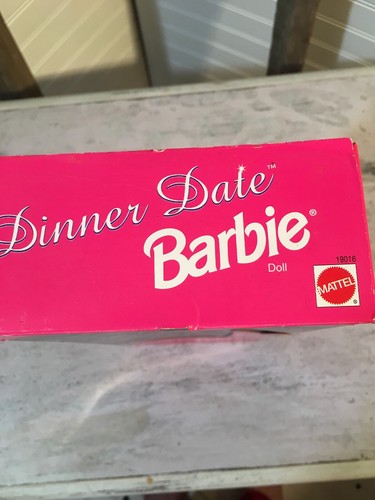 Dinner Date™
Barbie®
Doll
19016
MATTEL
®